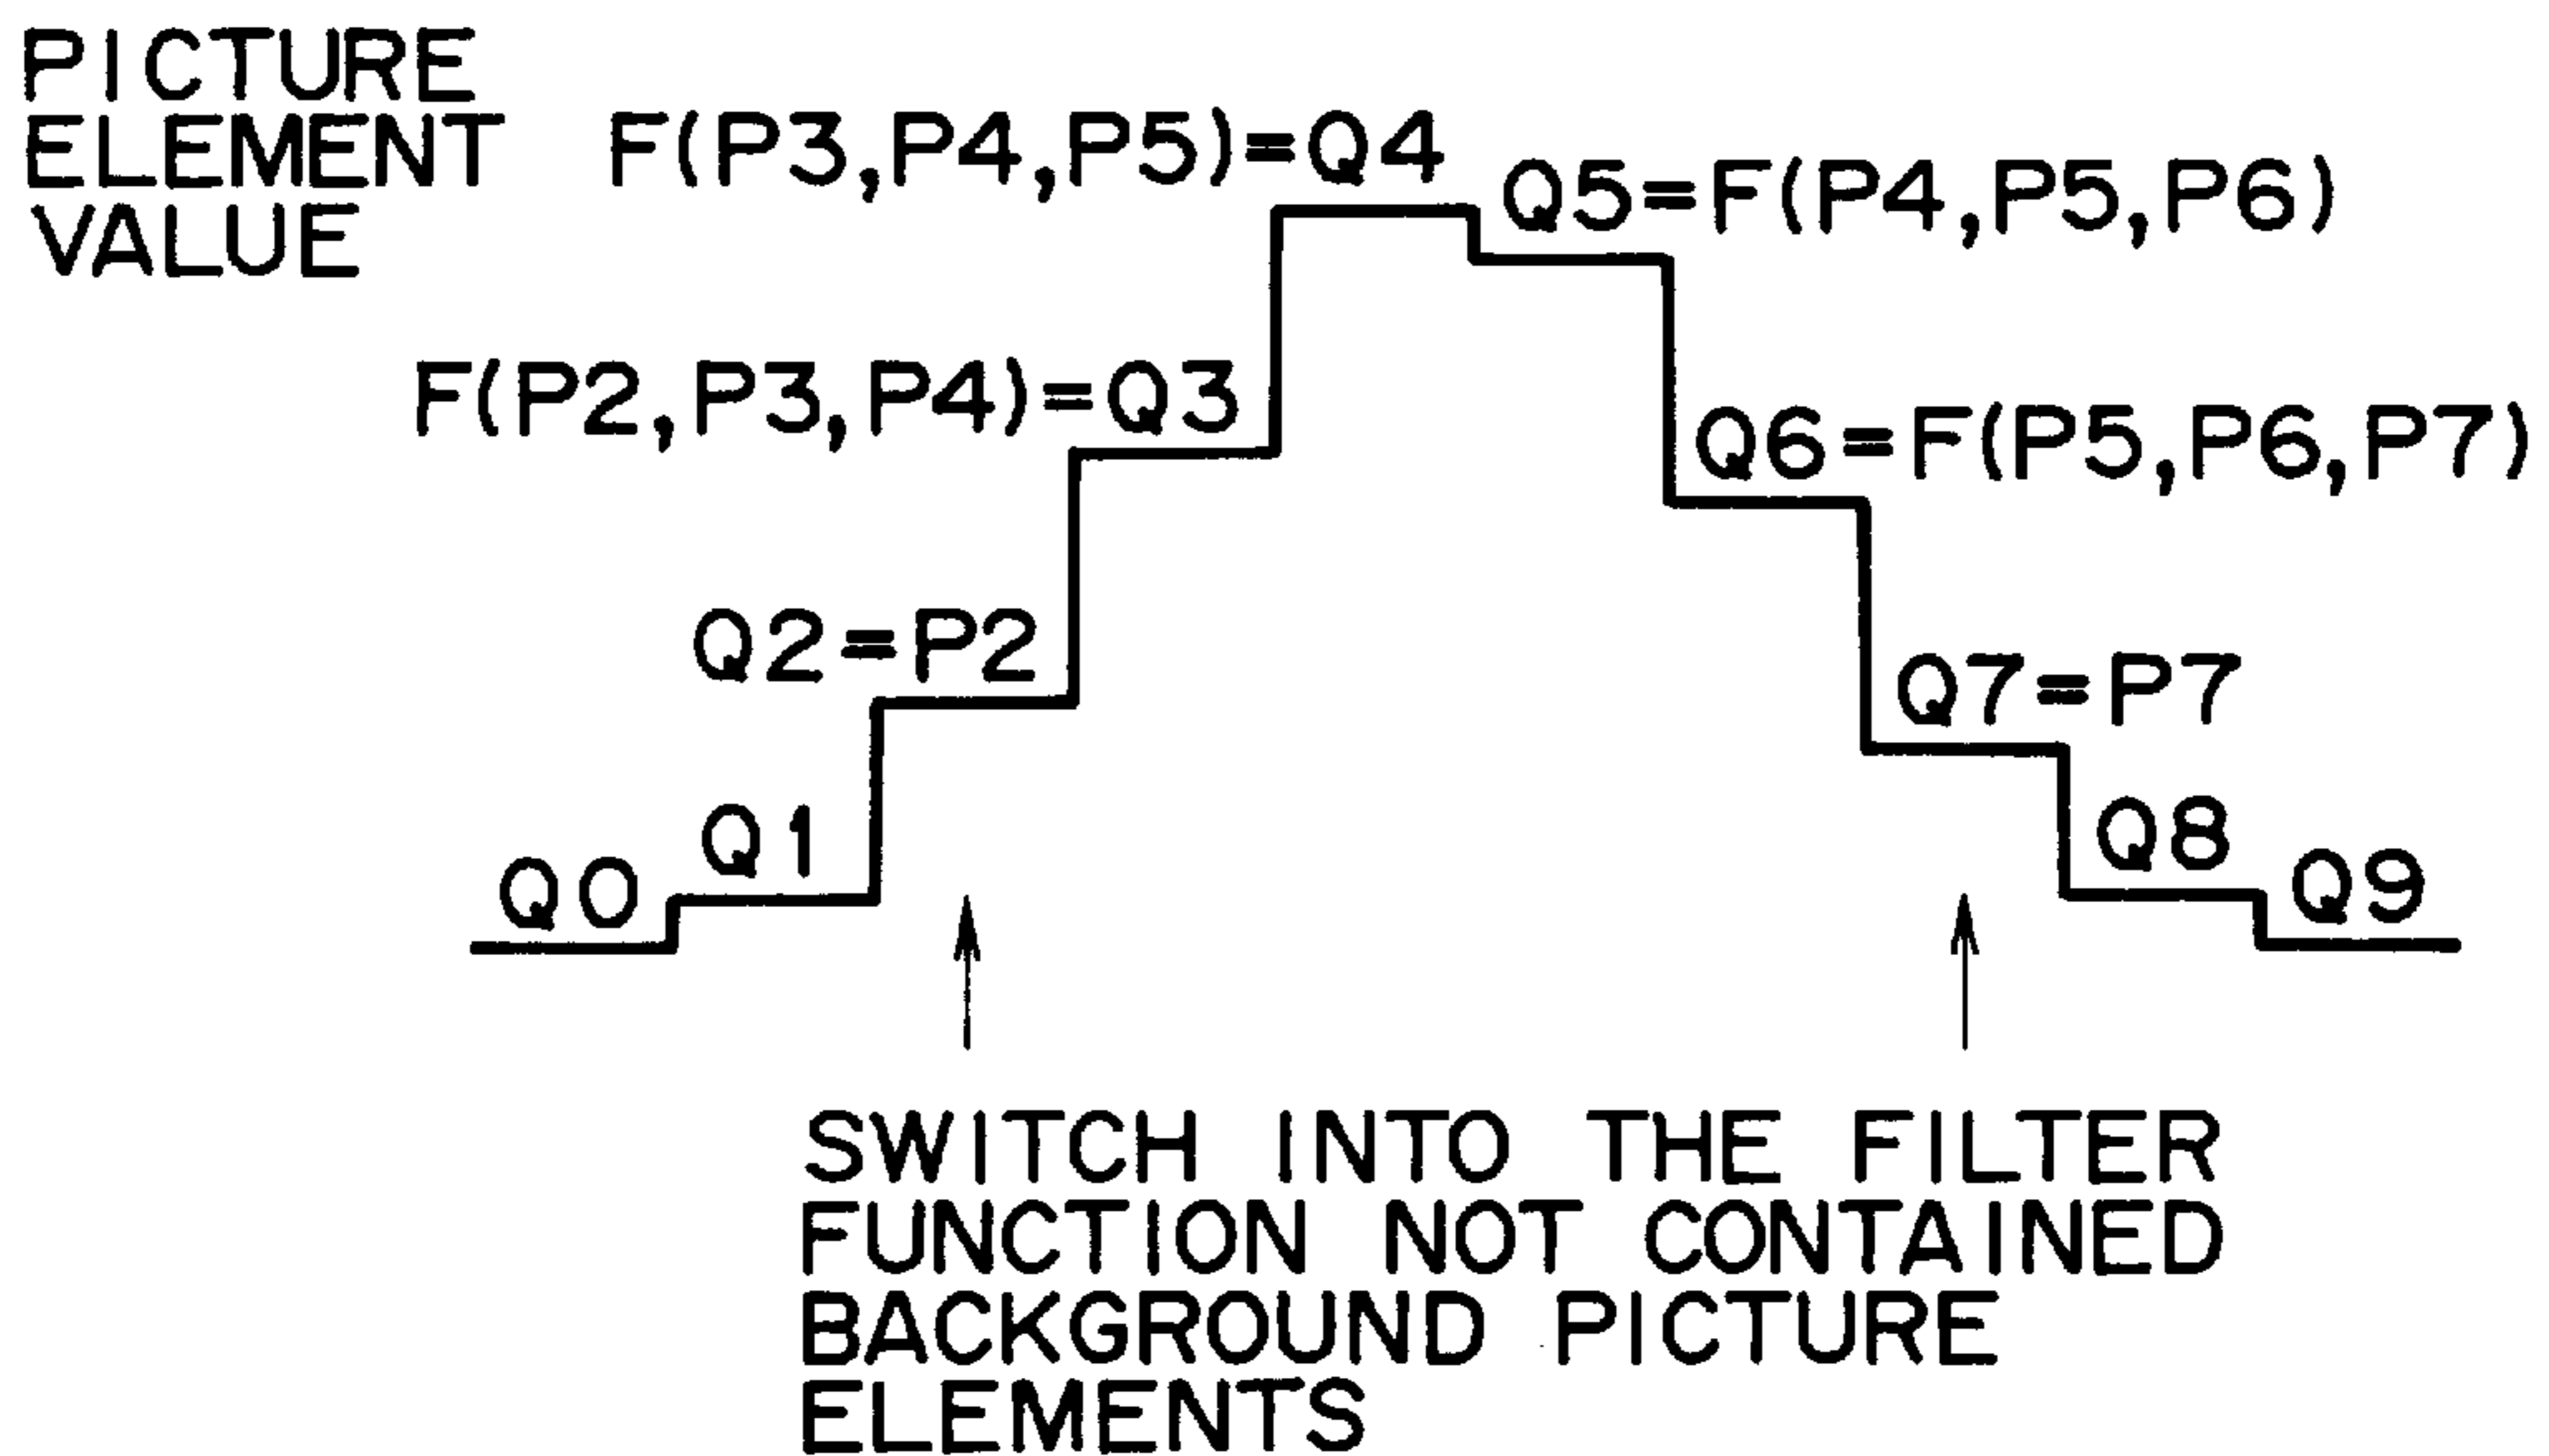 PICTURE
ELEMENT
VALUE
F(P3,P4,P5)=Q4
Q5=F(P4,P5,P6)
F(P2,P3,P4)=Q3
Q6=F(P5,P6,P7)
Q2=P2
Q7=P7
Q1
Q8
Q0
Q9
SWITCH INTO THE FILTER
FUNCTION NOT CONTAINED
BACKGROUND PICTURE
ELEMENTS